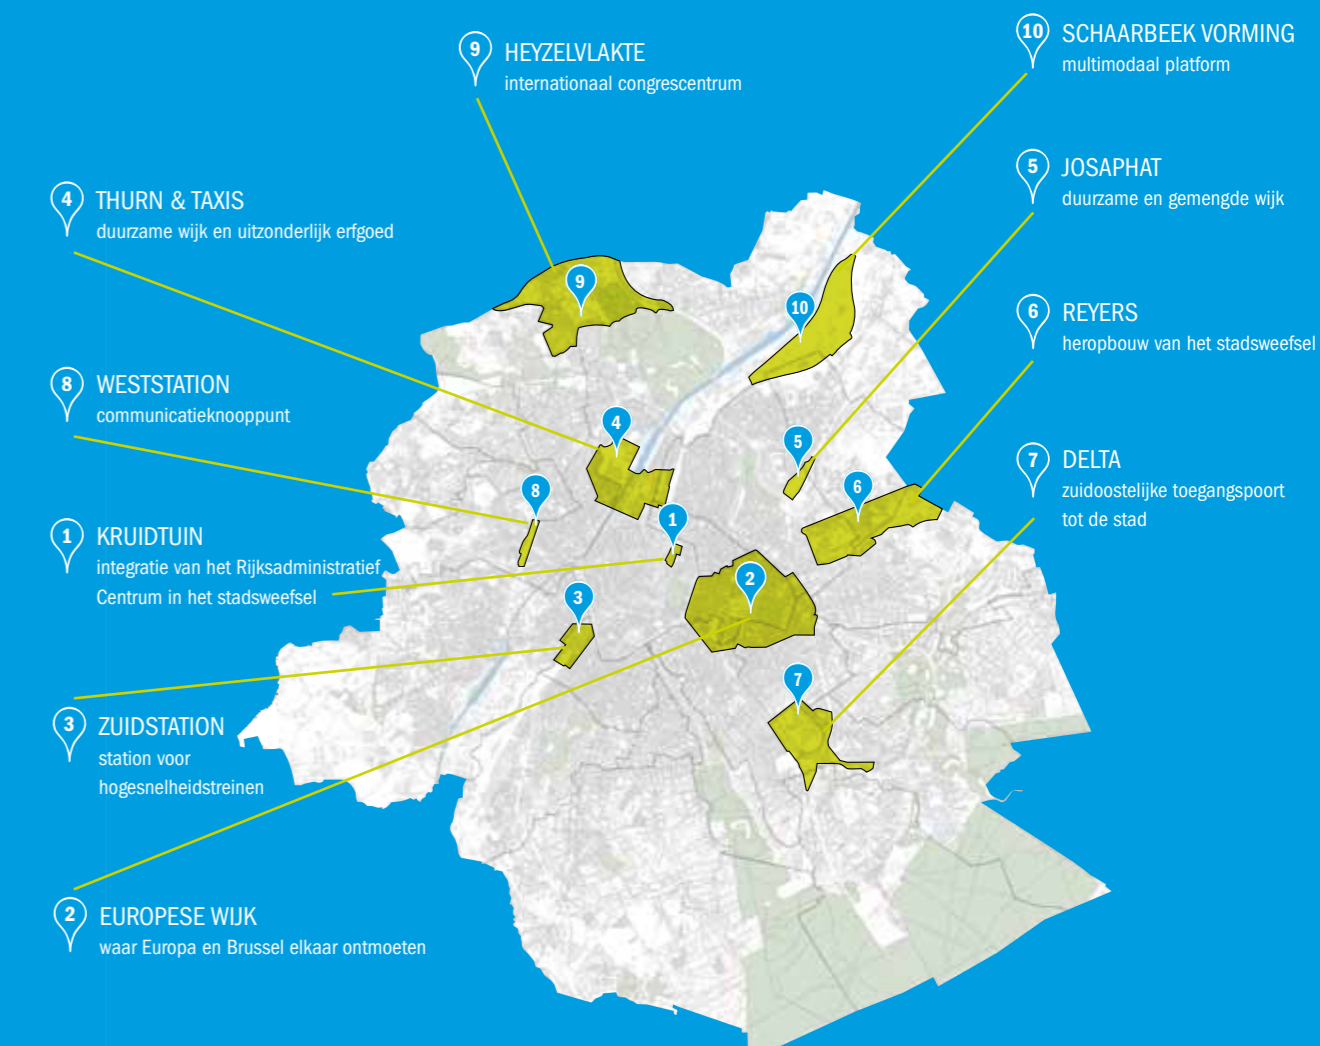 9 HEYZELVLAKTE
internationaal congrescentrum
10 SCHAARBEEK VORMING
multimodaal platform
5 JOSAPHAT
duurzame en gemengde wijk
4 THURN & TAXIS
duurzame wijk en uitzonderlijk erfgoed
6 REYERS
heropbouw van het stadsweefsel
8 WESTSTATION
communicatieknooppunt
7 DELTA
zuidoostelijke toegangspoort
tot de stad
1 KRUIDTUIN
integratie van het Rijksadministratief
Centrum in het stadsweefsel
3 ZUIDSTATION
station voor
hogesnelheidstreinen
2 EUROPESE WIJK
waar Europa en Brussel elkaar ontmoeten
9
10
4
5
6
8
1
2
3
7